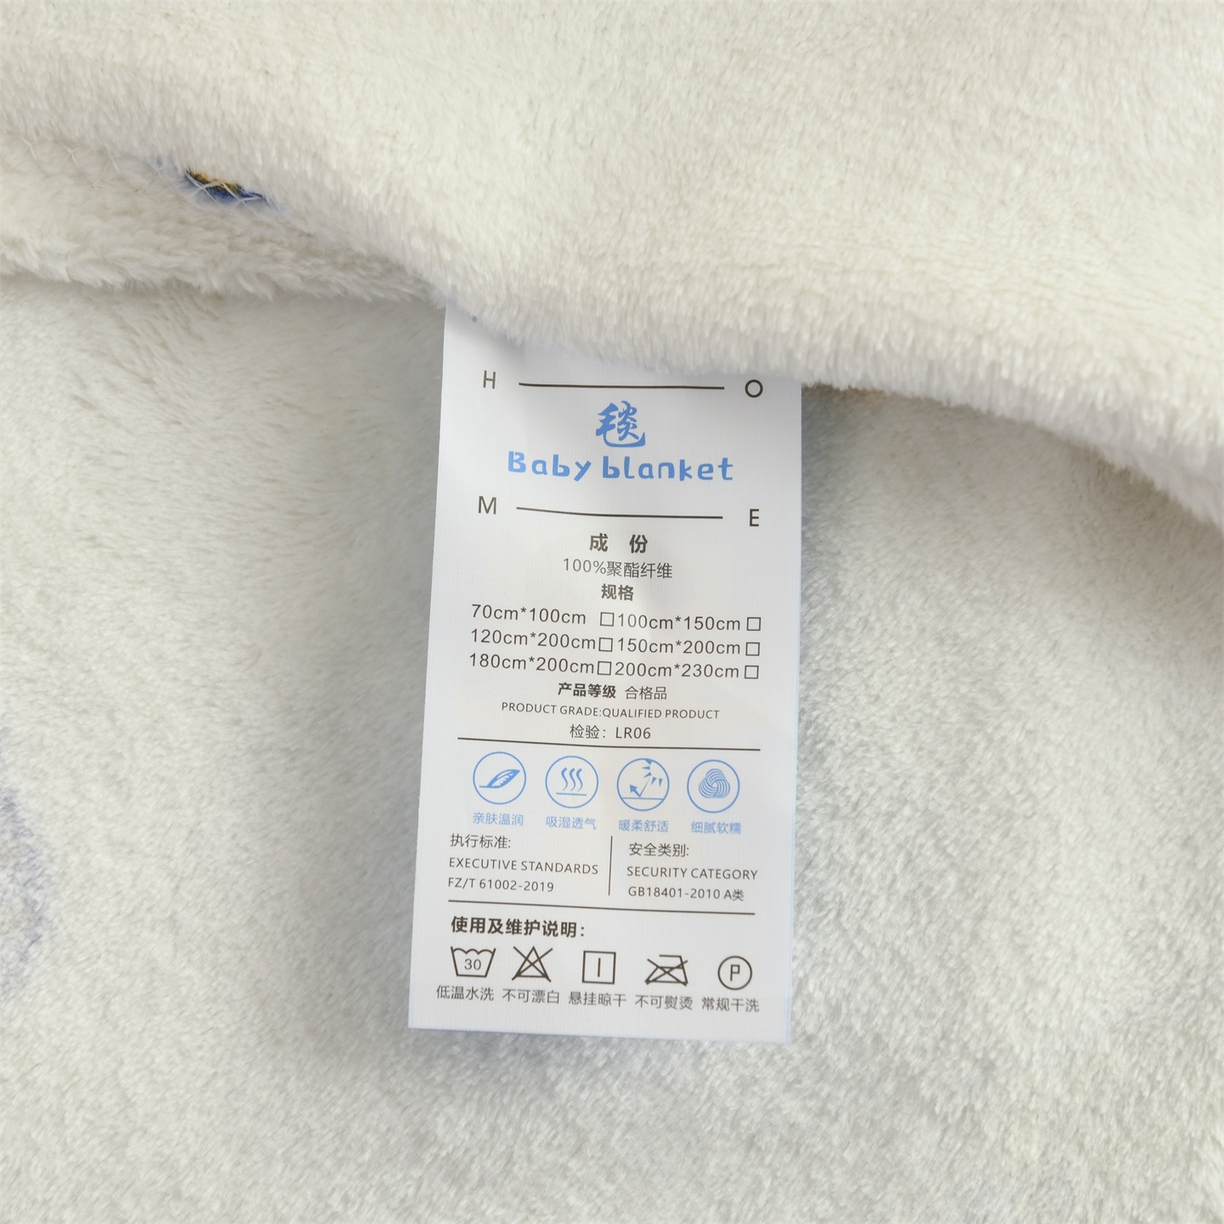 H O
毯
Baby blanket
M E
成 份
100%聚酯纤维
规格
70cm*100cm □100cm*150cm□
120cm*200cm□150cm*200cm□
180cm*200cm□200cm*230cm□
产品等级 合格品
PRODUCT GRADE:QUALIFIED PRODUCT
检验：LR06
亲肤温润 吸湿透气 暖柔舒适 细腻软糯
执行标准:
EXECUTIVE STANDARDS
FZ/T 61002-2019
安全类别:
SECURITY CATEGORY
GB18401-2010 A类
使用及维护说明：
30 P
低温水洗 不可漂白 悬挂晾干 不可熨烫 常规干洗